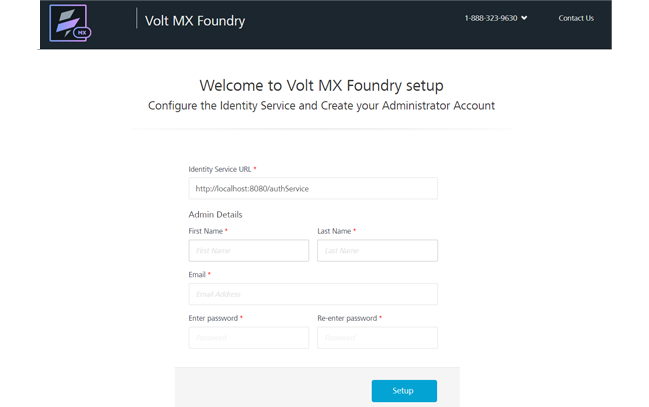 MX
Volt MX Foundry
1-888-323-9630
Contact Us
Welcome to Volt MX Foundry setup
Configure the Identity Service and Create your Administrator Account
Identity Service URL *
http://localhost:8080/authService
Admin Details
First Name * Last Name *
First Name Last Name
Email *
Email Address
Enter password * Re-enter password *
Password Password
Setup